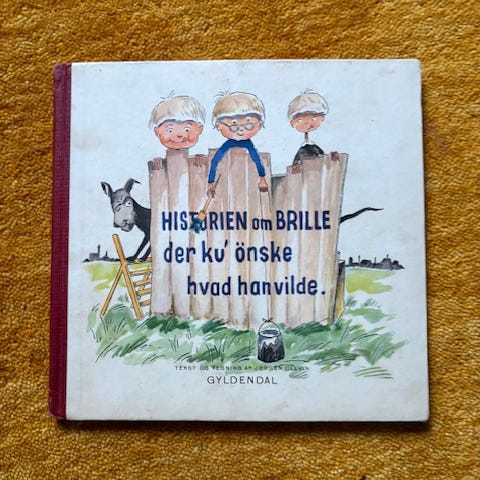 HISTORIEN om BRILLE
der ku' önske
hvad han vilde.
TEKST OG TEGNING AF JØRGEN CLEVIN
GYLDENDAL